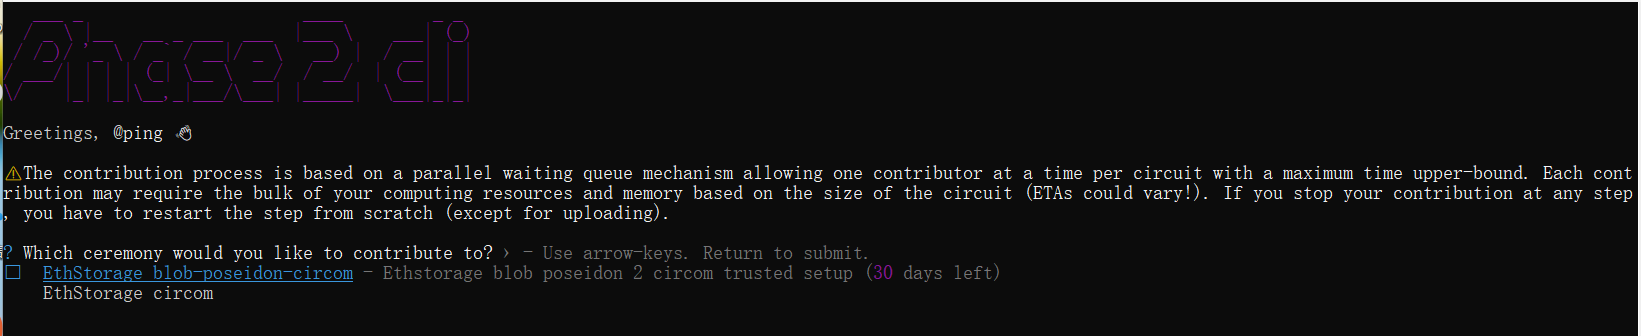 Phase 2 cli
Greetings, @ping 👋
⚠The contribution process is based on a parallel waiting queue mechanism allowing one contributor at a time per circuit with a maximum time upper-bound. Each cont
ribution may require the bulk of your computing resources and memory based on the size of the circuit (ETAs could vary!). If you stop your contribution at any step
, you have to restart the step from scratch (except for uploading).
? Which ceremony would you like to contribute to? › - Use arrow-keys. Return to submit.
EthStorage blob-poseidon-circom - Ethstorage blob poseidon 2 circom trusted setup (30 days left)
EthStorage circom